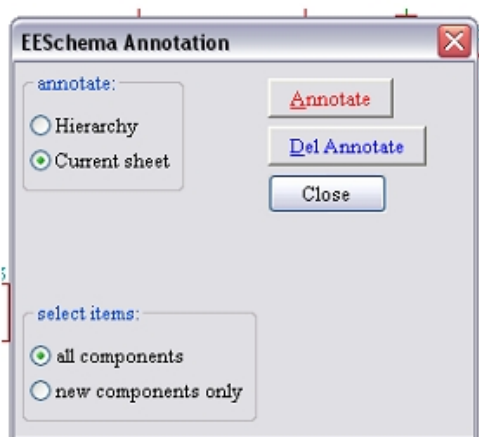 EESchema Annotation
annotate:
Hierarchy
Current sheet
Annotate
Del Annotate
Close
select items:
all components
new components only